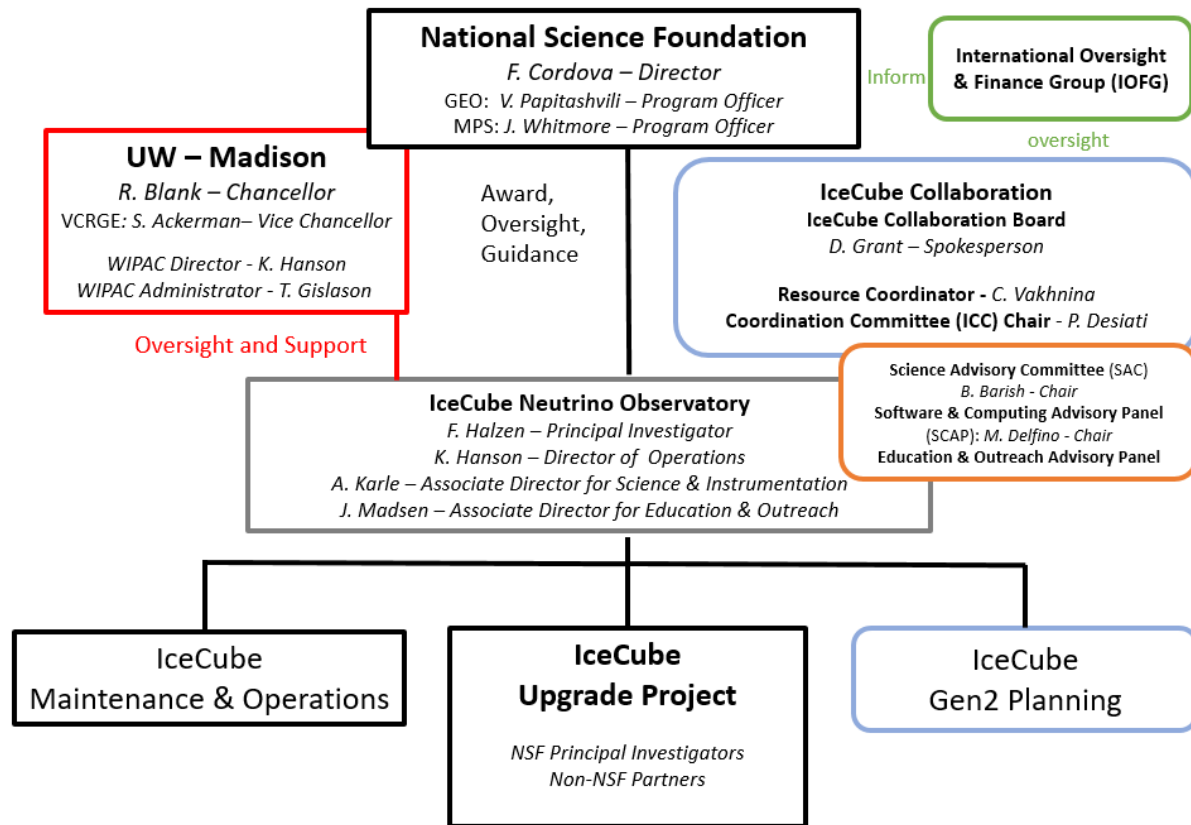 National Science Foundation
F. Cordova – Director
GEO: V. Papitashvili – Program Officer
MPS: J. Whitmore – Program Officer
Inform
International Oversight
& Finance Group (IOFG)
oversight
UW – Madison
R. Blank – Chancellor
VCRGE: S. Ackerman– Vice Chancellor
WIPAC Director - K. Hanson
WIPAC Administrator - T. Gislason
Oversight and Support
Award,
Oversight,
Guidance
IceCube Collaboration
IceCube Collaboration Board
D. Grant – Spokesperson
Resource Coordinator - C. Vakhnina
Coordination Committee (ICC) Chair - P. Desiati
Science Advisory Committee (SAC)
B. Barish - Chair
Software & Computing Advisory Panel
(SCAP): M. Delfino - Chair
Education & Outreach Advisory Panel
IceCube Neutrino Observatory
F. Halzen – Principal Investigator
K. Hanson – Director of Operations
A. Karle – Associate Director for Science & Instrumentation
J. Madsen – Associate Director for Education & Outreach
IceCube
Maintenance & Operations
IceCube
Upgrade Project
NSF Principal Investigators
Non-NSF Partners
IceCube
Gen2 Planning